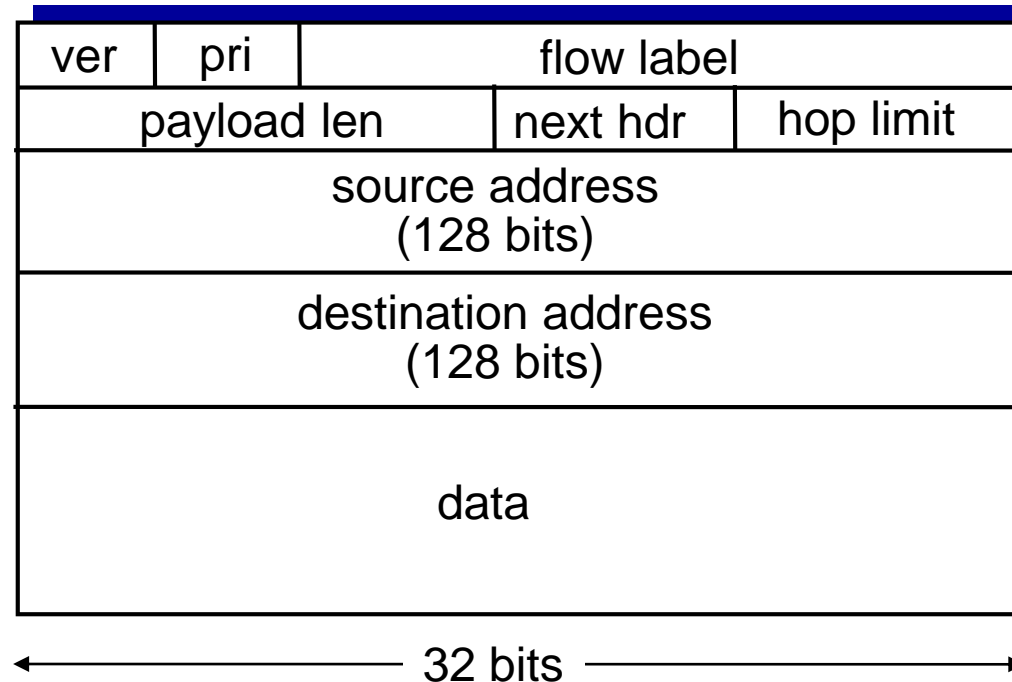 ver pri flow label
payload len next hdr hop limit
source address
(128 bits)
destination address
(128 bits)
data
32 bits